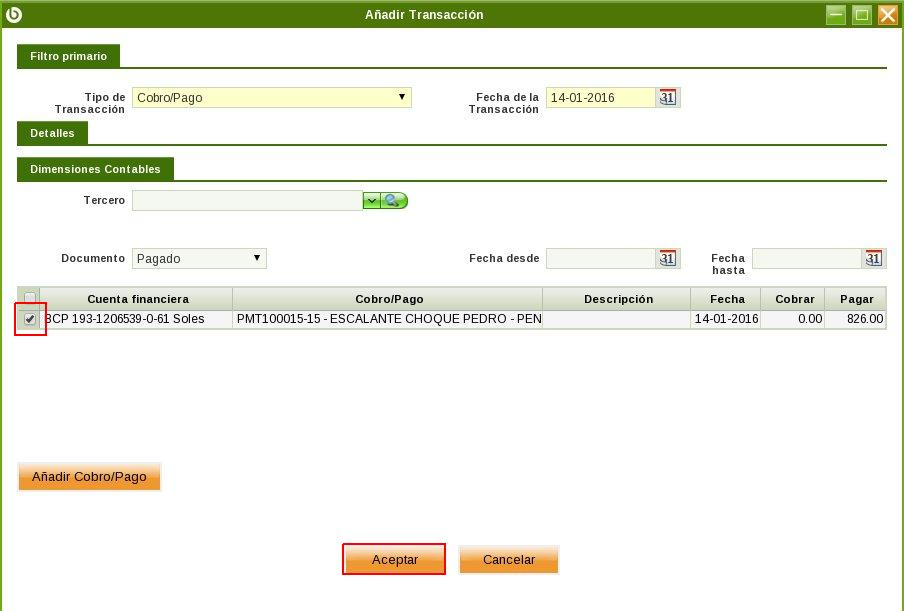 Añadir Transacción
Filtro primario
Tipo de Transacción
Cobro/Pago
Fecha de la Transacción
14-01-2016
31
Detalles
Dimensiones Contables
Tercero
Documento
Pagado
Fecha desde
31
Fecha hasta
31
Cuenta financiera Cobro/Pago Descripción Fecha Cobrar Pagar
BCP 193-1206539-0-61 Soles PMT100015-15 - ESCALANTE CHOQUE PEDRO - PEN 14-01-2016 0.00 826.00
Añadir Cobro/Pago
Aceptar Cancelar